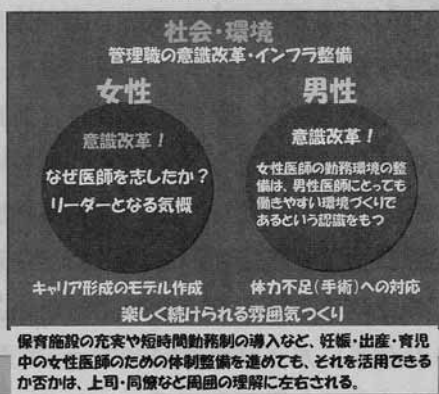 社会・環境
管理職の意識改革・インフラ整備
女性
意識改革！
なぜ医師を志したか？
リーダーとなる気概
キャリア形成のモデル作成
男性
意識改革！
女性医師の勤務環境の整
備は、男性医師にとっても
働きやすい環境づくりで
あるという認識をもつ
体力不足(手術)への対応
楽しく続けられる雰囲気つくり
保育施設の充実や短時間勤務制の導入など、妊娠・出産・育児
中の女性医師のための体制整備を進めても、それを活用できる
か否かは、上司・同僚など周囲の理解に左右される。